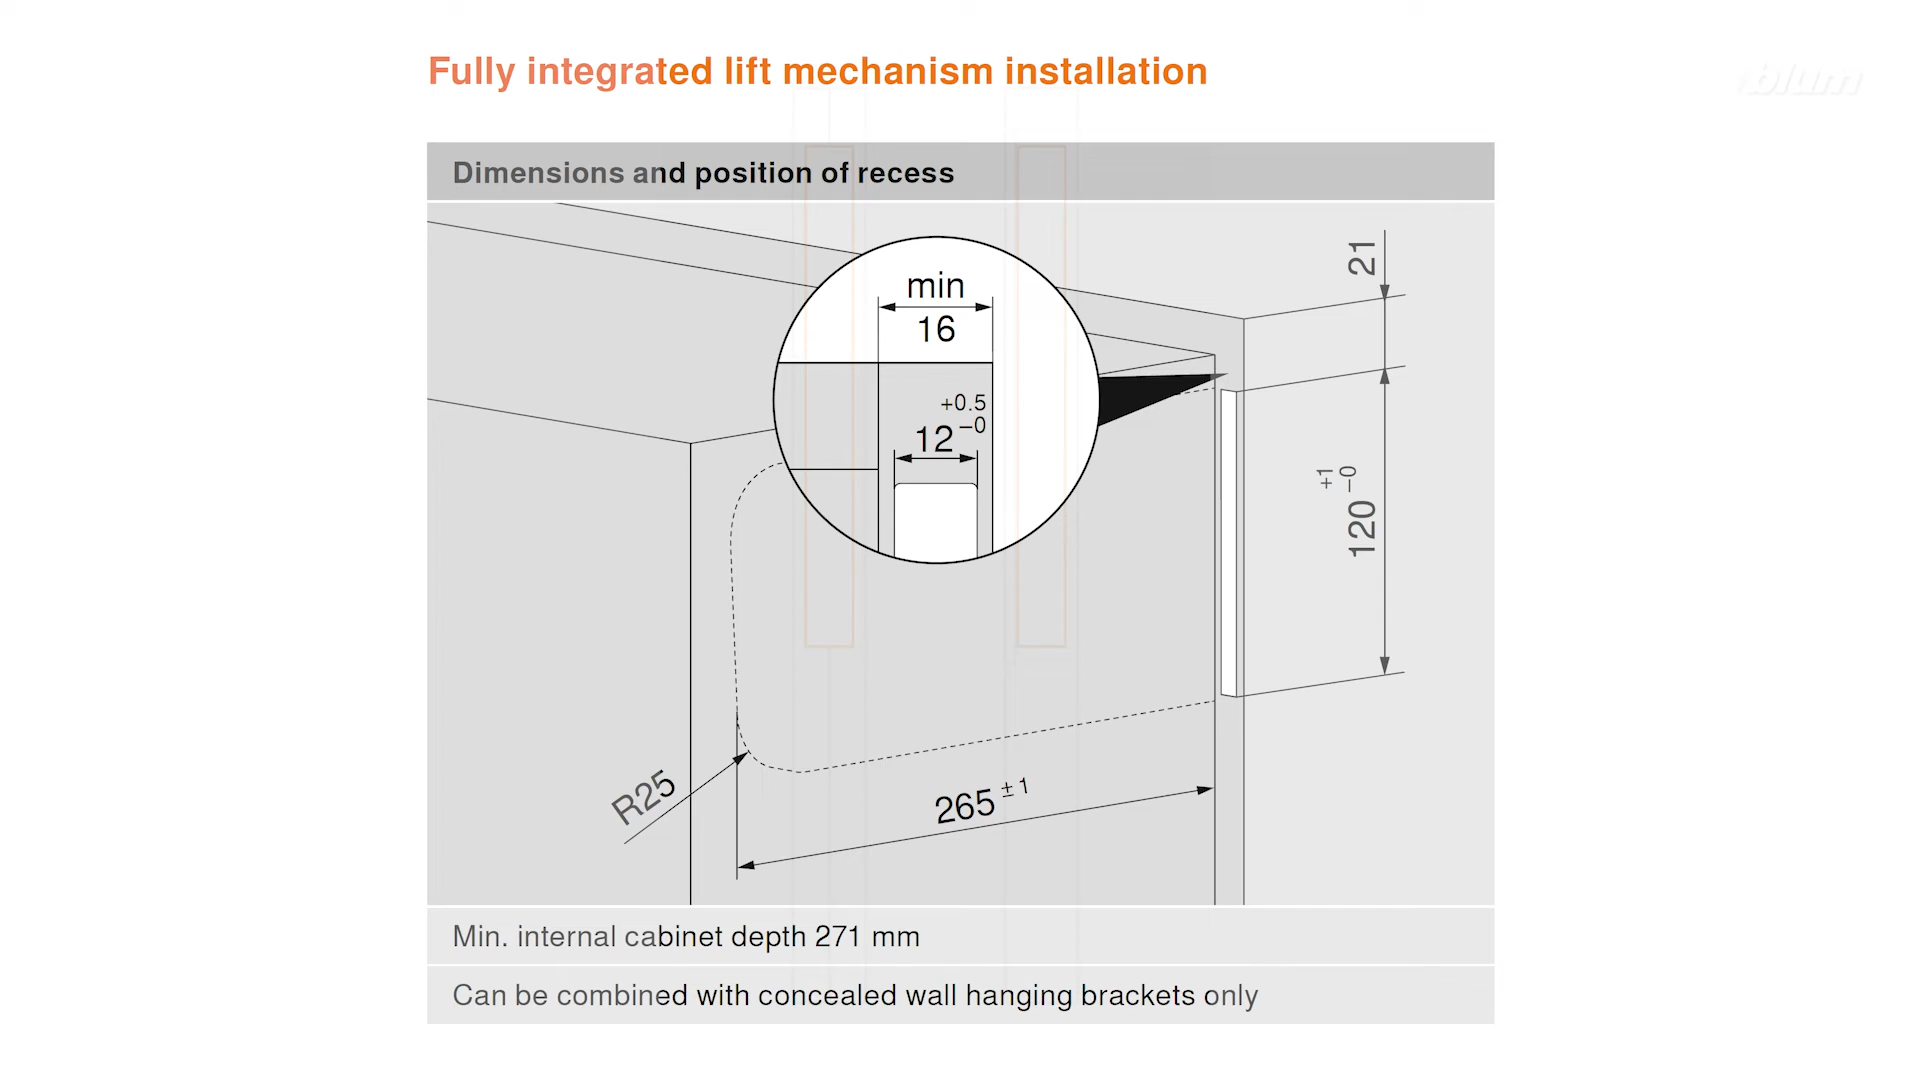 Fully integrated lift mechanism installation
blum
Dimensions and position of recess
min
16
+0.5
12 –0
21
+1
120 –0
R25
265 ±1
Min. internal cabinet depth 271 mm
Can be combined with concealed wall hanging brackets only